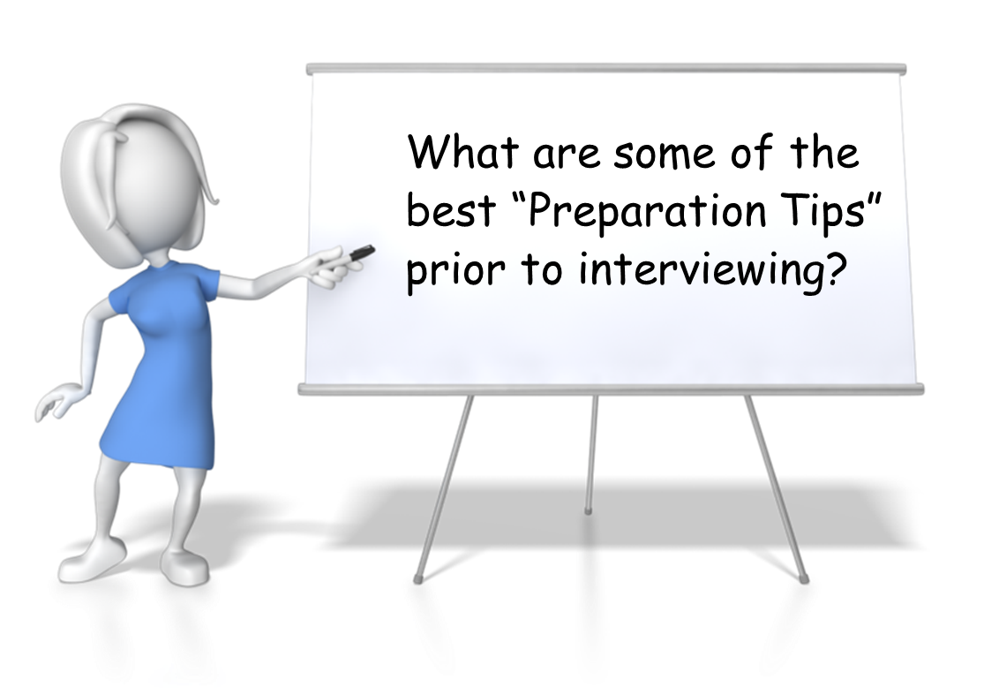 What are some of the
best “Preparation Tips”
prior to interviewing?